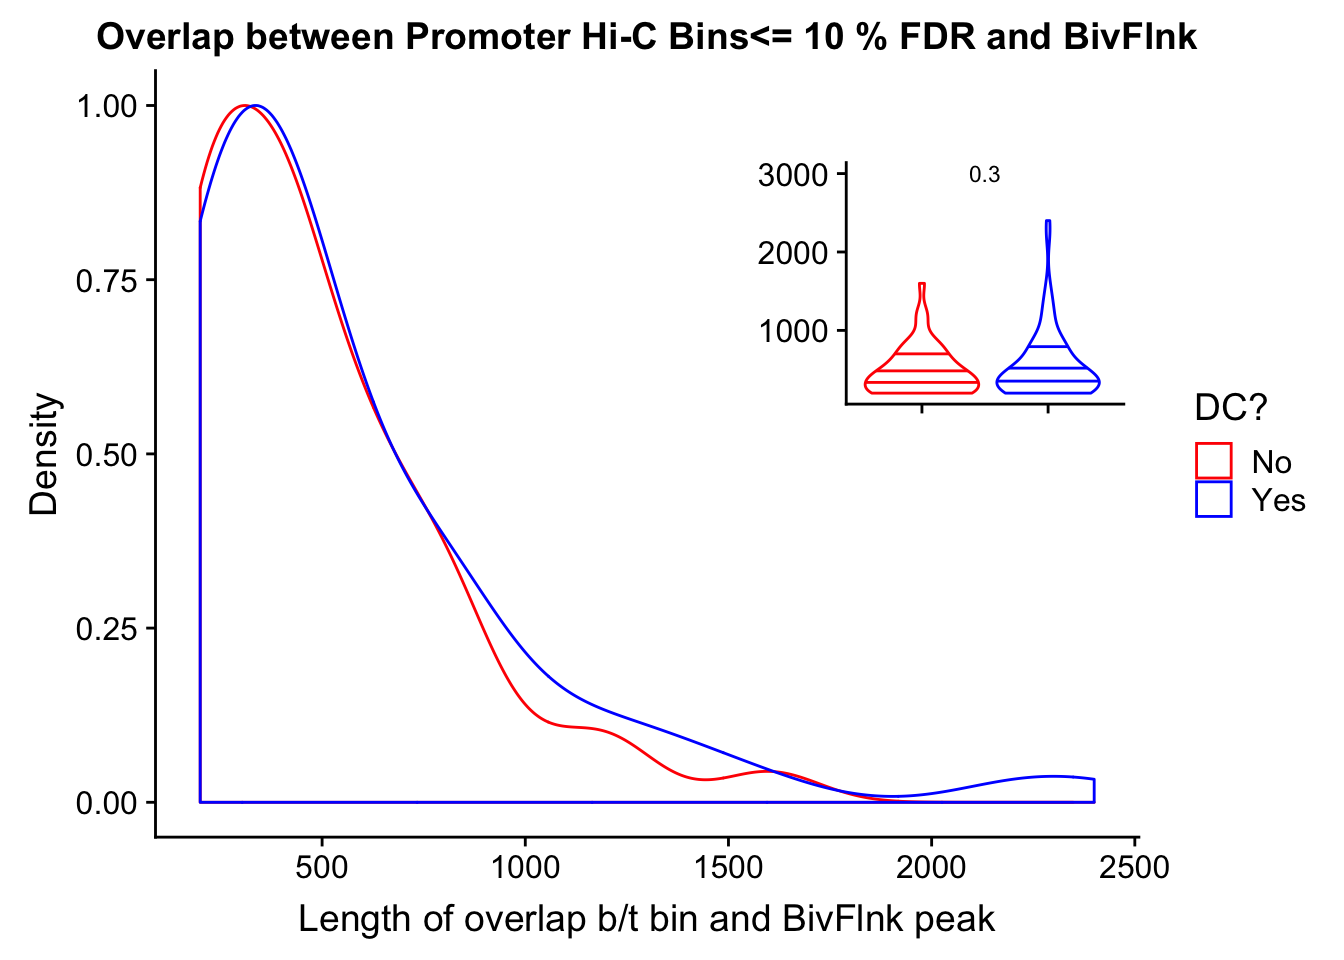 Overlap between Promoter Hi-C Bins<= 10 % FDR and BivFlnk
1.00
0.75
0.50
0.25
0.00
Density
500
1000
1500
2000
2500
Length of overlap b/t bin and BivFlnk peak
3000
2000
1000
0.3
DC?
No
Yes